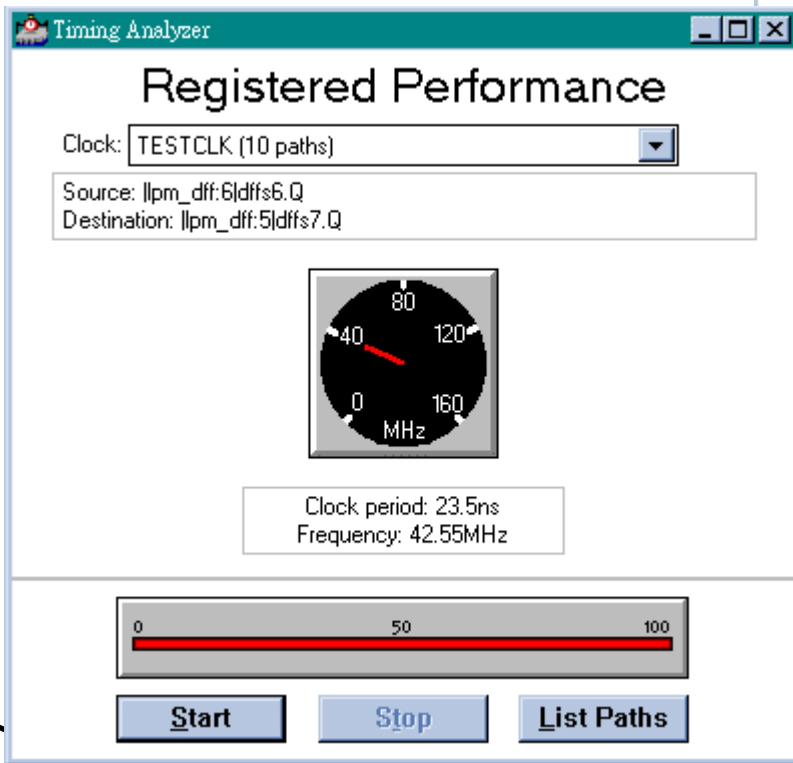 Timing Analyzer
Registered Performance
Clock: TESTCLK (10 paths)
Source: |lpm_dff:6|dffs6.Q
Destination: |lpm_dff:5|dffs7.Q
80
40 120
0 160
MHz
Clock period: 23.5ns
Frequency: 42.55MHz
0 50 100
Start Stop List Paths